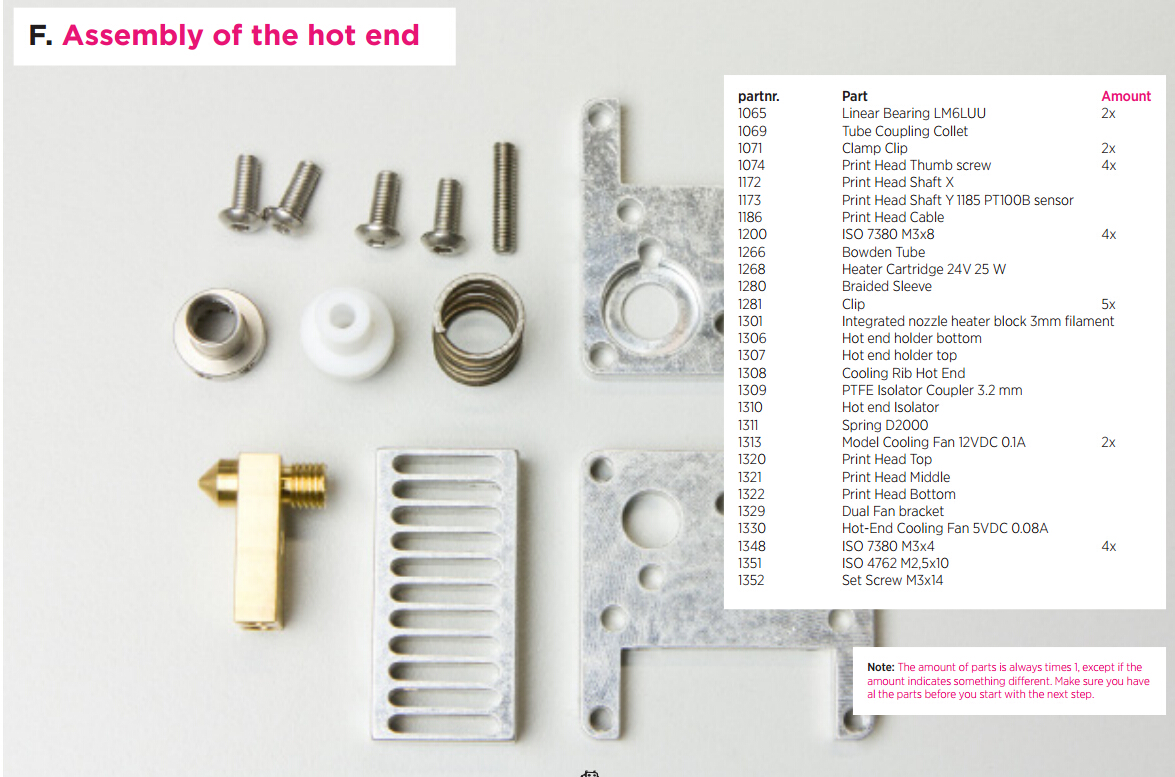 F. Assembly of the hot end
partnr. Part Amount
1065 Linear Bearing LM6LUU 2x
1069 Tube Coupling Collet
1071 Clamp Clip 2x
1074 Print Head Thumb screw 4x
1172 Print Head Shaft X
1173 Print Head Shaft Y 1185 PT100B sensor
1186 Print Head Cable
1200 ISO 7380 M3x8 4x
1266 Bowden Tube
1268 Heater Cartridge 24V 25 W
1280 Braided Sleeve
1281 Clip 5x
1301 Integrated nozzle heater block 3mm filament
1306 Hot end holder bottom
1307 Hot end holder top
1308 Cooling Rib Hot End
1309 PTFE Isolator Coupler 3.2 mm
1310 Hot end Isolator
1311 Spring D2000
1313 Model Cooling Fan 12VDC 0.1A 2x
1320 Print Head Top
1321 Print Head Middle
1322 Print Head Bottom
1329 Dual Fan bracket
1330 Hot-End Cooling Fan 5VDC 0.08A
1348 ISO 7380 M3x4 4x
1351 ISO 4762 M2,5x10
1352 Set Screw M3x14
Note: The amount of parts is always times 1, except if the
amount indicates something different. Make sure you have
al the parts before you start with the next step.